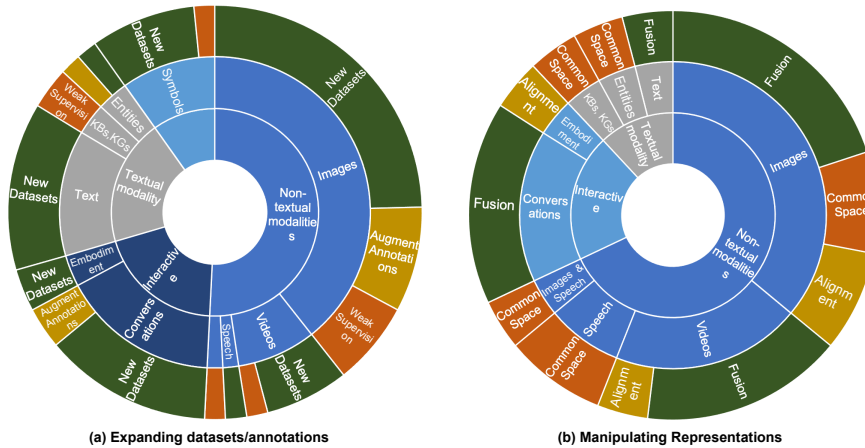 New
Datasets
Symbols
Entities
KBs, KGs
Weak
Supervisi
on
New
Datasets
Text
Textual
modality
Non-
textual
modalitie
s
Images
New
Datasets
Augment
Annotati
ons
Weak
Supervisi
on
Videos
New
Datasets
Speech
Interactiv
e
Embodim
ent
Convers
ations
New
Datasets
Augment
Annotatio
ns
New
Datasets
(a) Expanding datasets/annotations
Fusion
Common
Space
Common
Space
Alignme
nt
Text
Entities
KBs, KGs
Textual
modality
Embodi
ment
Interactiv
e
Convers
ations
Fusion
Non-
textual
modalitie
s
Images
Fusion
Common
Space
Alignm
ent
Videos
Fusion
Alignm
ent
Speech
Common
Space
Images &
Speech
Common
Space
(b) Manipulating Representations